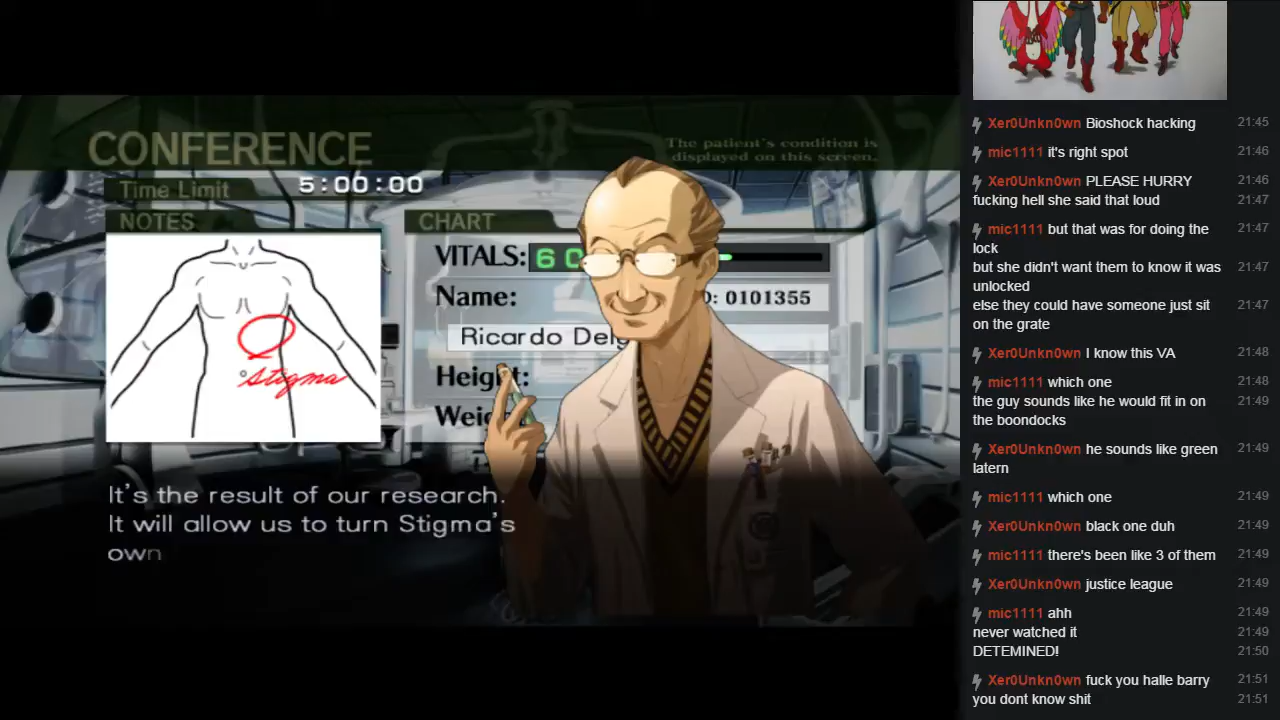 CONFERENCE
The patient's condition is
displayed on this screen.
Time Limit
5:00:00
NOTES
Stigma
CHART
VITALS:
Name:
0101355
Ricardo
Height:
It's the result of our research.
It will allow us to turn Stigma's
own
Xer0Unkn0wn Bioshock hacking 21:45
mic1111 it's right spot 21:46
Xer0Unkn0wn PLEASE HURRY 21:46
fucking hell she said that loud 21:47
mic1111 but that was for doing the 21:47
lock
but she didn't want them to know it was 21:47
unlocked
else they could have someone just sit 21:47
on the grate
Xer0Unkn0wn I know this VA 21:48
mic1111 which one 21:48
the guy sounds like he would fit in on 21:49
the boondocks
Xer0Unkn0wn he sounds like green 21:49
latern
mic1111 which one 21:49
Xer0Unkn0wn black one duh 21:49
mic1111 there's been like 3 of them 21:49
Xer0Unkn0wn justice league 21:49
mic1111 ahh 21:49
never watched it 21:49
DETEMINED! 21:50
Xer0Unkn0wn fuck you halle barry 21:51
you dont know shit 21:51